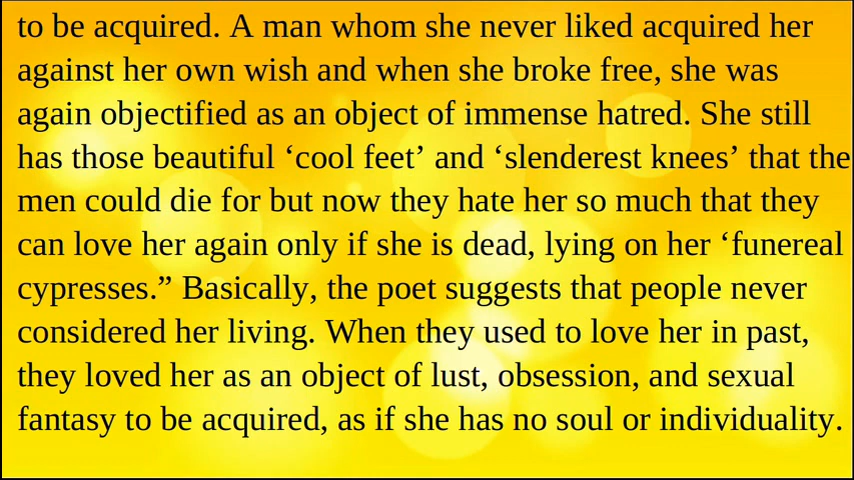 to be acquired. A man whom she never liked acquired her
against her own wish and when she broke free, she was
again objectified as an object of immense hatred. She still
has those beautiful ‘cool feet’ and ‘slenderest knees’ that the
men could die for but now they hate her so much that they
can love her again only if she is dead, lying on her ‘funereal
cypresses.” Basically, the poet suggests that people never
considered her living. When they used to love her in past,
they loved her as an object of lust, obsession, and sexual
fantasy to be acquired, as if she has no soul or individuality.